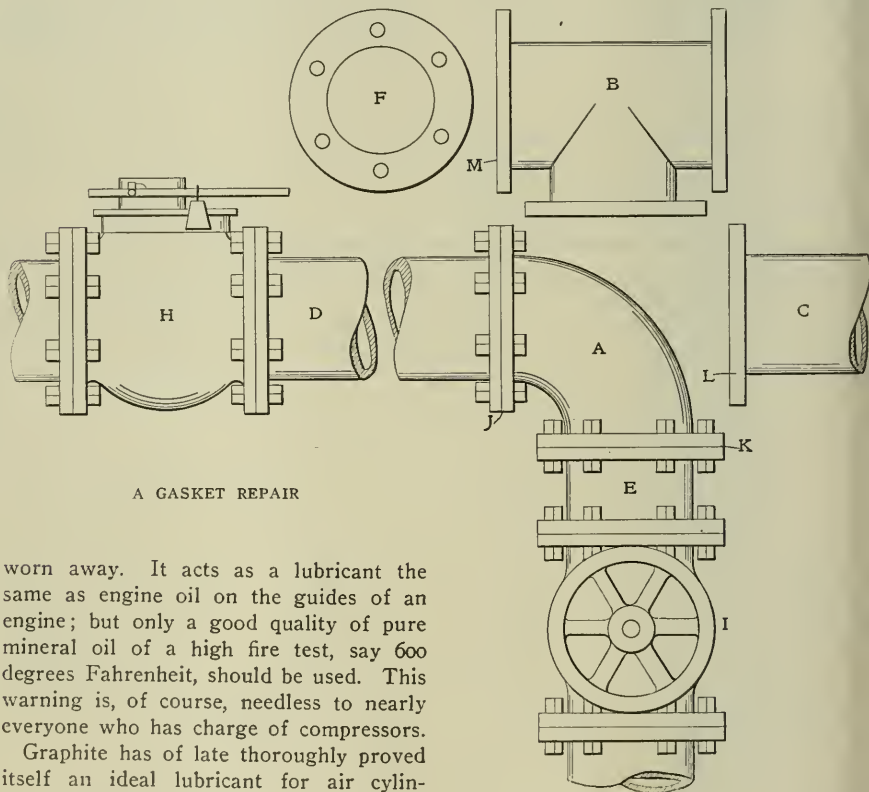 F
B
M
H
D
A
C
L
J
K
E
I
A GASKET REPAIR
worn away. It acts as a lubricant the
same as engine oil on the guides of an
engine; but only a good quality of pure
mineral oil of a high fire test, say 600
degrees Fahrenheit, should be used. This
warning is, of course, needless to nearly
everyone who has charge of compressors.
Graphite has of late thoroughly proved
itself an ideal lubricant for air cylin-